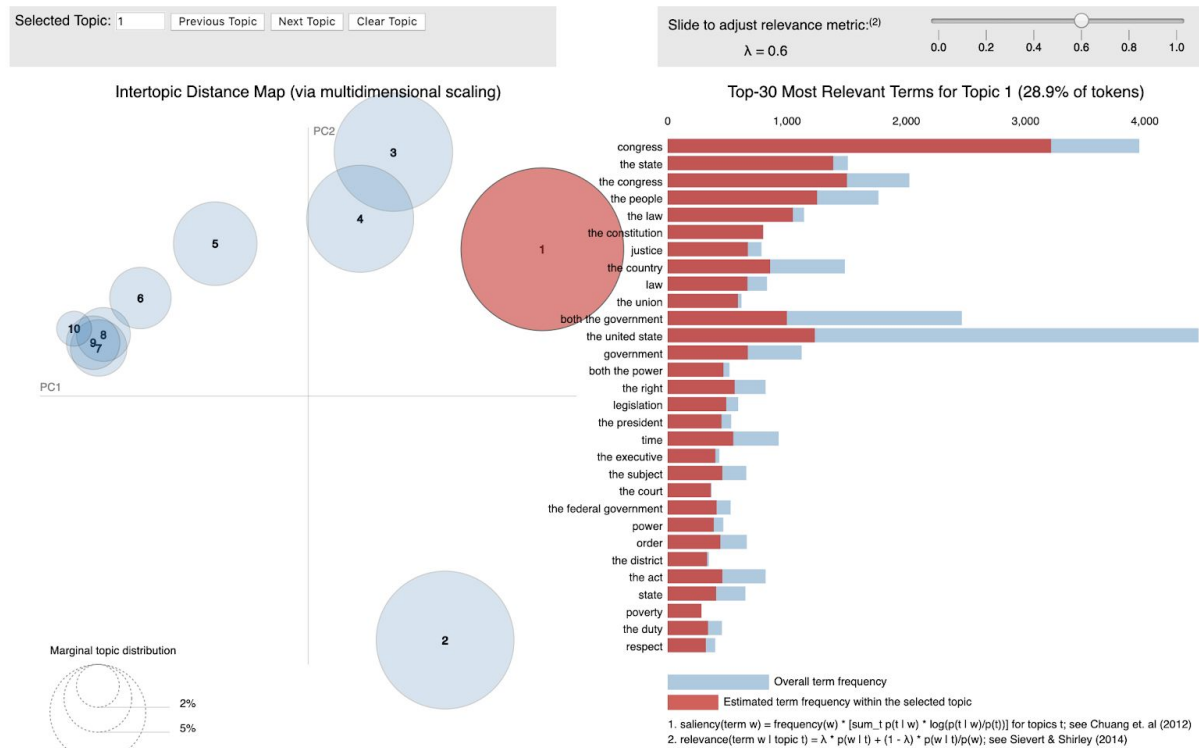 Selected Topic: 1 Previous Topic Next Topic Clear Topic
Slide to adjust relevance metric:(2)
λ = 0.6
0.0 0.2 0.4 0.6 0.8 1.0
Intertopic Distance Map (via multidimensional scaling)
PC2
PC1
3
4
1
5
6
10
8
9
7
2
Marginal topic distribution
2%
5%
Top-30 Most Relevant Terms for Topic 1 (28.9% of tokens)
0 1,000 2,000 3,000 4,000
congress
the state
the congress
the people
the law
the constitution
justice
the country
law
the union
both the government
the united state
government
both the power
the right
legislation
the president
time
the executive
the subject
the court
the federal government
power
order
the district
the act
state
poverty
the duty
respect
Overall term frequency
Estimated term frequency within the selected topic
1. saliency(term w) = frequency(w) * [sum_t p(t | w) * log(p(t | w)/p(t))] for topics t; see Chuang et. al (2012)
2. relevance(term w | topic t) = λ * p(w | t) + (1 - λ) * p(w | t)/p(w); see Sievert & Shirley (2014)